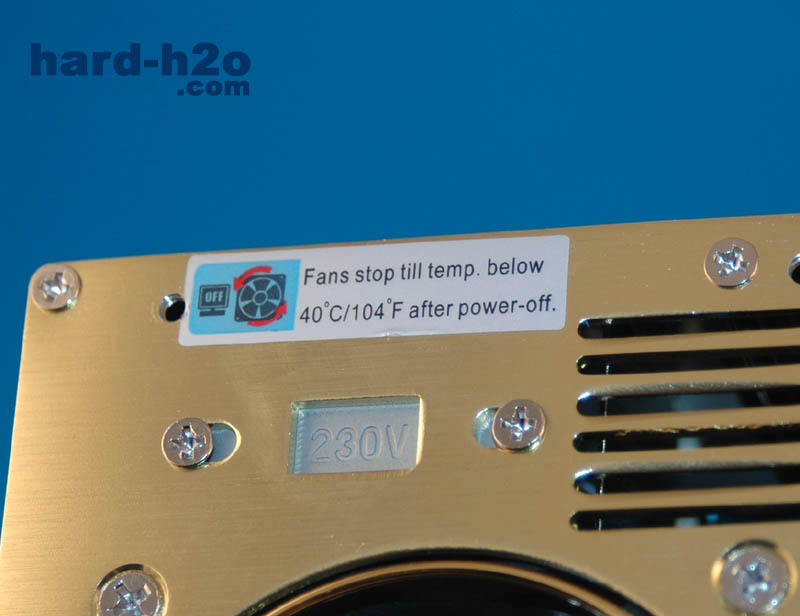 hard-h2o
.com
OFF
Fans stop till temp. below
40°C/104°F after power-off.
230V